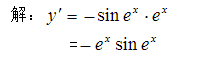 解：y′ = −sin eˣ · eˣ
= − eˣ sin eˣ